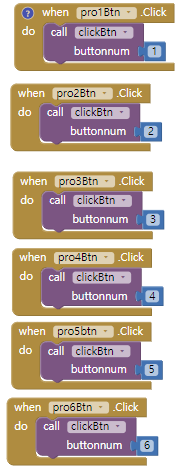 ? when pro1Btn .Click
do call clickBtn
buttonnum 1
when pro2Btn .Click
do call clickBtn
buttonnum 2
when pro3Btn .Click
do call clickBtn
buttonnum 3
when pro4Btn .Click
do call clickBtn
buttonnum 4
when pro5btn .Click
do call clickBtn
buttonnum 5
when pro6Btn .Click
do call clickBtn
buttonnum 6